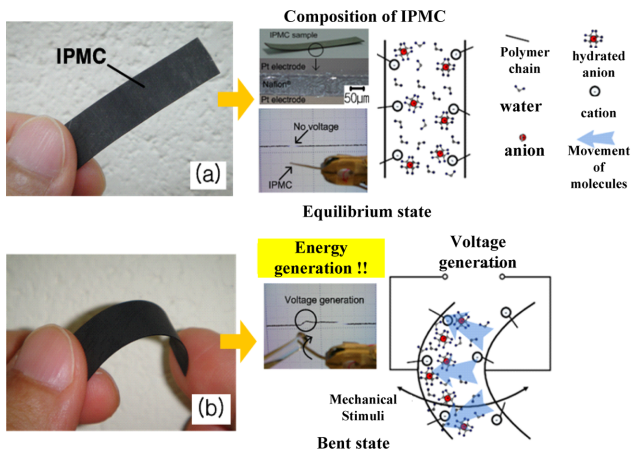 Composition of IPMC
IPMC
(a)
IPMC sample
Pt electrode
Nafion®
Pt electrode
50µm
No voltage
IPMC
Polymer
chain
hydrated
anion
water
cation
anion
Movement
of
molecules
Equilibrium state
(b)
Energy
generation !!
Voltage generation
Voltage
generation
Mechanical
Stimuli
Bent state